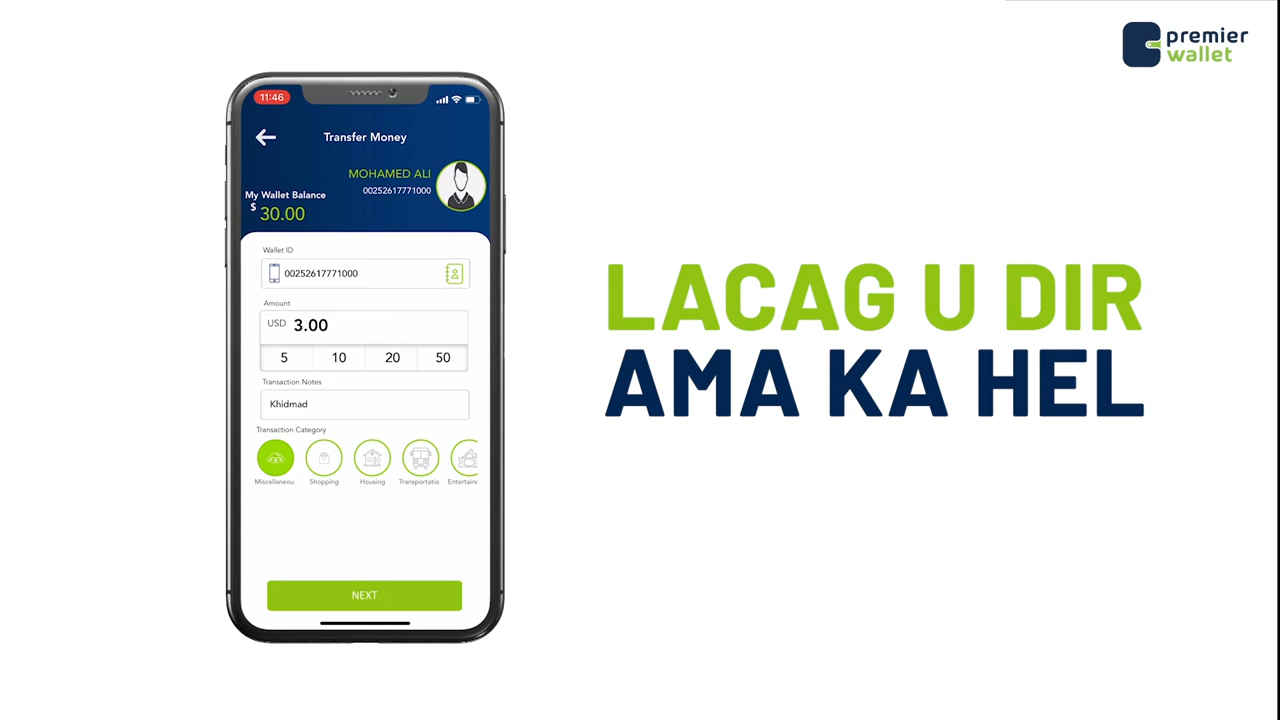 premier
wallet
11:46
Transfer Money
MOHAMED ALI
00252617771000
My Wallet Balance
$ 30.00
Wallet ID
00252617771000
Amount
USD 3.00
5 10 20 50
Transaction Notes
Khidmad
Transaction Category
Miscellaneou Shopping Housing Transportatio Entertainr
NEXT
LACAG U DIR
AMA KA HEL